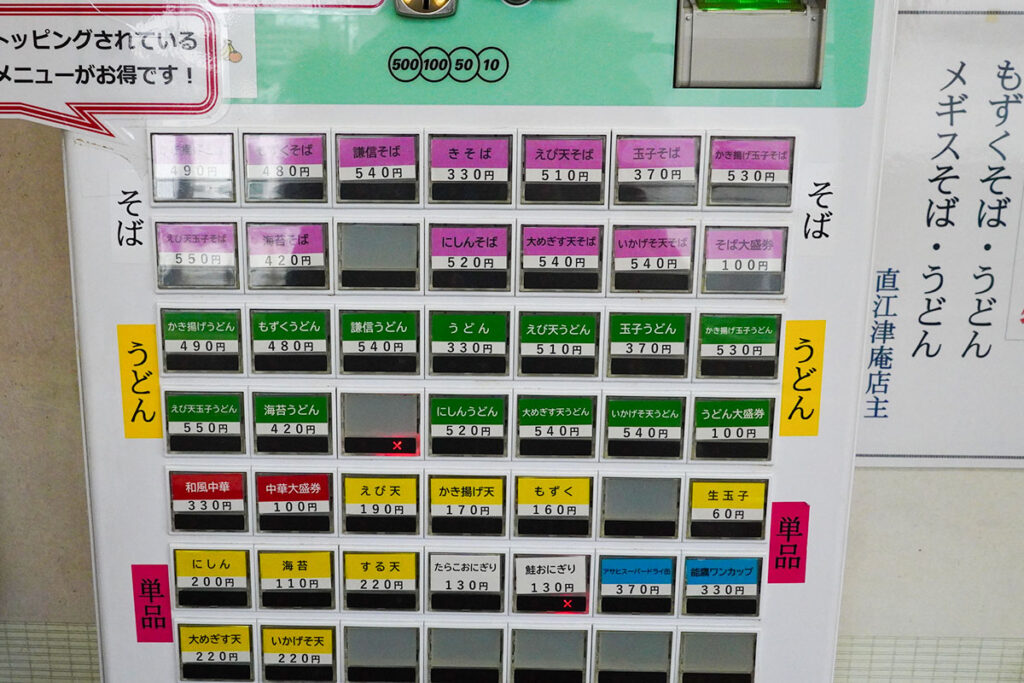 トッピングされている
メニューがお得です！
500 100 50 10
そば
かき揚げそば 490円
もずくそば 480円
謙信そば 540円
きそば 330円
えび天そば 510円
玉子そば 370円
かき揚げ玉子そば 530円
そば
えび天玉子そば 550円
海苔そば 420円
にしんそば 520円
大めぎす天そば 540円
いかげそ天そば 540円
そば大盛券 100円
うどん
かき揚げうどん 490円
もずくうどん 480円
謙信うどん 540円
うどん 330円
えび天うどん 510円
玉子うどん 370円
かき揚げ玉子うどん 530円
うどん
えび天玉子うどん 550円
海苔うどん 420円
×
にしんうどん 520円
大めぎす天うどん 540円
いかげそ天うどん 540円
うどん大盛券 100円
和風中華 330円
中華大盛券 100円
えび天 190円
かき揚げ天 170円
もずく 160円
生玉子 60円
単品
単品
にしん 200円
海苔 110円
する天 220円
たらこおにぎり 130円
鮭おにぎり 130円
×
アサヒスーパードライ缶 370円
能鷹ワンカップ 330円
大めぎす天 220円
いかげそ天 220円
もずくそば・うどん
メギスそば・うどん
直江津庵店主